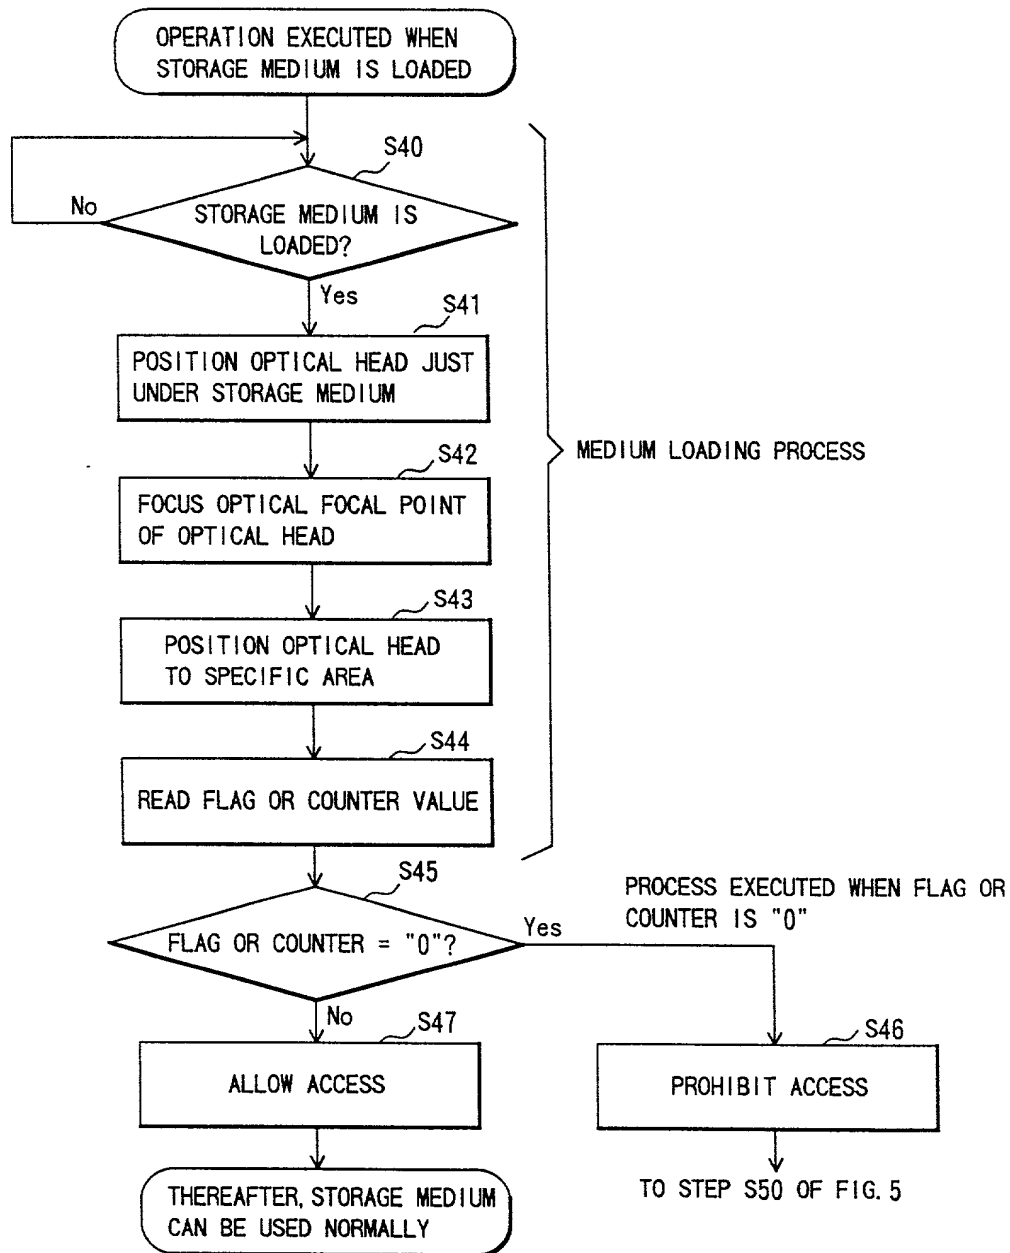 OPERATION EXECUTED WHEN
STORAGE MEDIUM IS LOADED
S40
No
STORAGE MEDIUM IS
LOADED?
Yes
S41
POSITION OPTICAL HEAD JUST
UNDER STORAGE MEDIUM
MEDIUM LOADING PROCESS
S42
FOCUS OPTICAL FOCAL POINT
OF OPTICAL HEAD
S43
POSITION OPTICAL HEAD
TO SPECIFIC AREA
S44
READ FLAG OR COUNTER VALUE
S45
PROCESS EXECUTED WHEN FLAG OR
COUNTER IS "0"
FLAG OR COUNTER = "0"?
Yes
No
S47
ALLOW ACCESS
S46
PROHIBIT ACCESS
THEREAFTER, STORAGE MEDIUM
CAN BE USED NORMALLY
TO STEP S50 OF FIG. 5